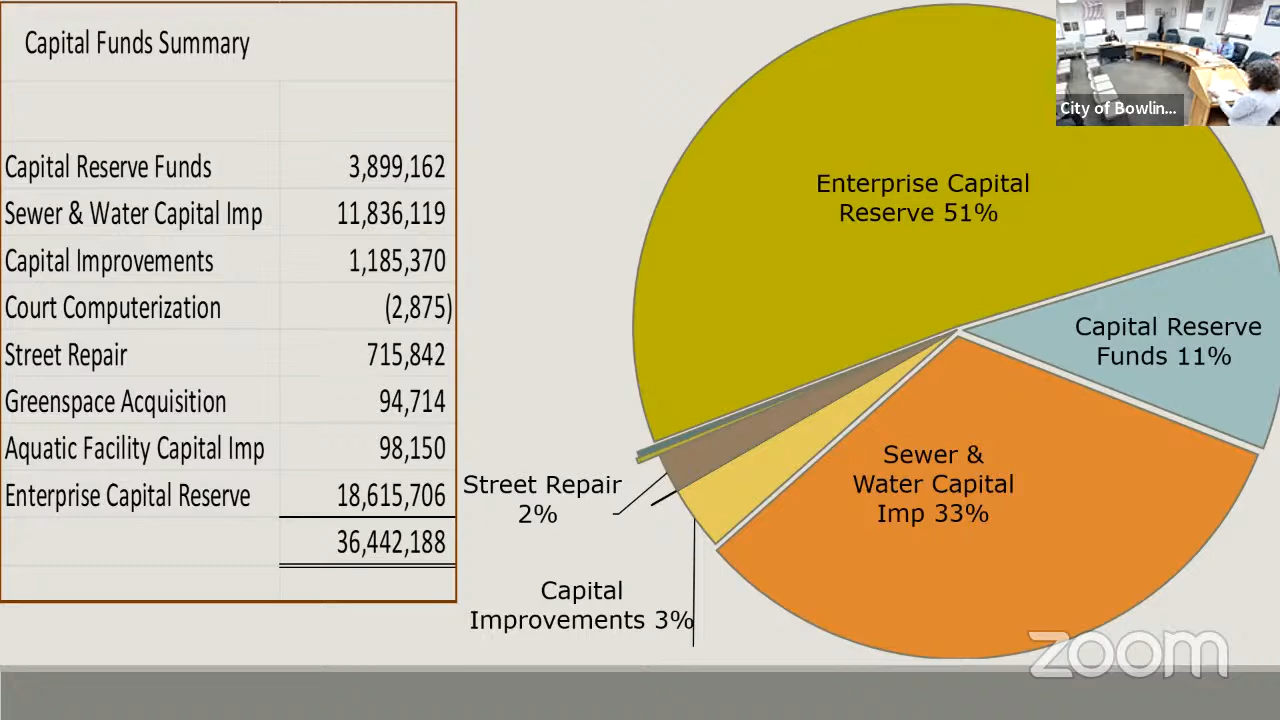 Capital Funds Summary
Capital Reserve Funds 3,899,162
Sewer & Water Capital Imp 11,836,119
Capital Improvements 1,185,370
Court Computerization (2,875)
Street Repair 715,842
Greenspace Acquisition 94,714
Aquatic Facility Capital Imp 98,150
Enterprise Capital Reserve 18,615,706
36,442,188
City of Bowlin...
Enterprise Capital
Reserve 51%
Capital Reserve
Funds 11%
Sewer &
Water Capital
Imp 33%
Street Repair
2%
Capital
Improvements 3%
zoom